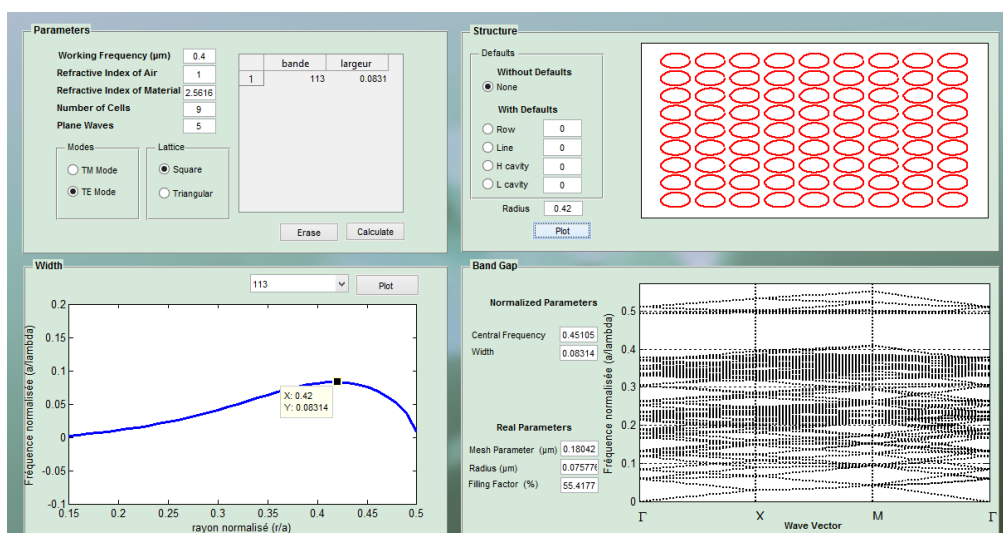 Parameters
Working Frequency (µm) 0.4
Refractive Index of Air 1
Refractive Index of Material 2.5616
Number of Cells 9
Plane Waves 5
bande largeur
1 113 0.0831
Modes
TM Mode
TE Mode
Lattice
Square
Triangular
Erase Calculate
Structure
Defaults
Without Defaults
None
With Defaults
Row 0
Line 0
H cavity 0
L cavity 0
Radius 0.42
Plot
Width
113 Plot
Fréquence normalisée (a/lambda)
0.2
0.15
0.1
0.05
0
-0.05
-0.1
X: 0.42
Y: 0.08314
0.15 0.2 0.25 0.3 0.35 0.4 0.45 0.5
rayon normalisé (r/a)
Band Gap
Normalized Parameters
Central Frequency 0.45105
Width 0.08314
Real Parameters
Mesh Parameter (µm) 0.18042
Radius (µm) 0.075776
Filling Factor (%) 55.4177
Fréquence normalisée (a/lambda)
0.5
0.4
0.3
0.2
0.1
0
Γ X M Γ
Wave Vector